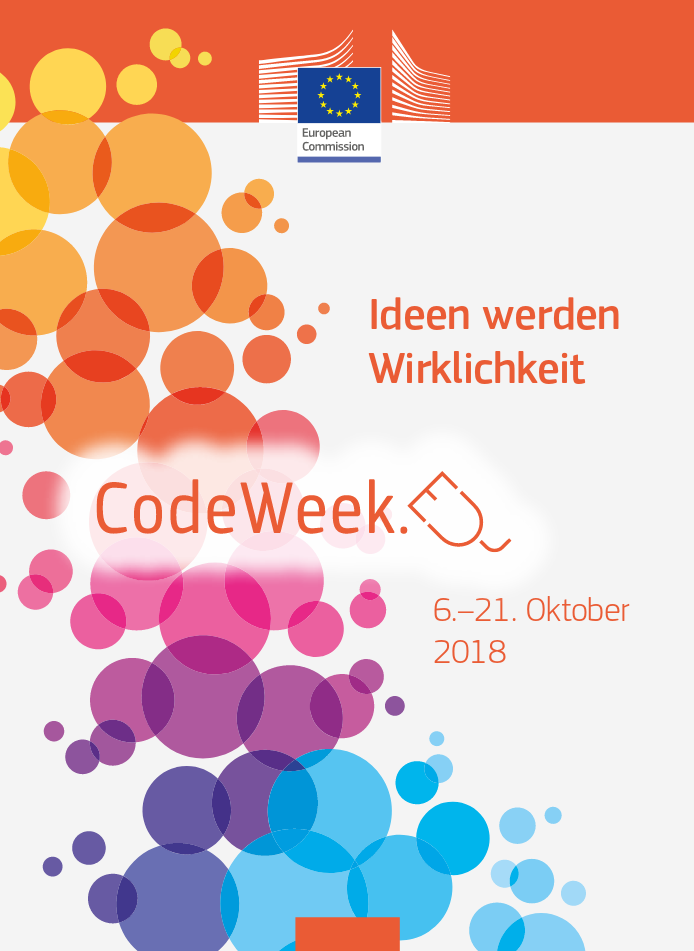 European
Commission
Ideen werden
Wirklichkeit
CodeWeek.
6.–21. Oktober
2018